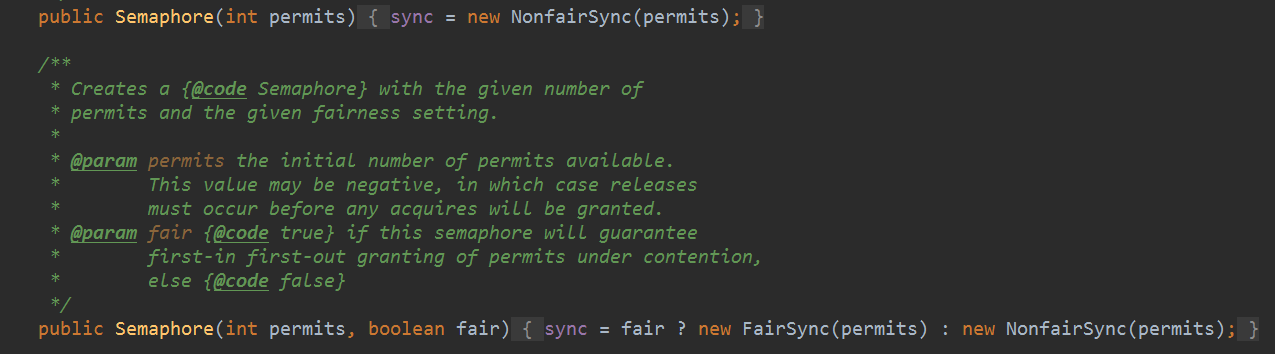 public Semaphore(int permits) { sync = new NonfairSync(permits); }
/**
* Creates a {@code Semaphore} with the given number of
* permits and the given fairness setting.
*
* @param permits the initial number of permits available.
* This value may be negative, in which case releases
* must occur before any acquires will be granted.
* @param fair {@code true} if this semaphore will guarantee
* first-in first-out granting of permits under contention,
* else {@code false}
*/
public Semaphore(int permits, boolean fair) { sync = fair ? new FairSync(permits) : new NonfairSync(permits); }